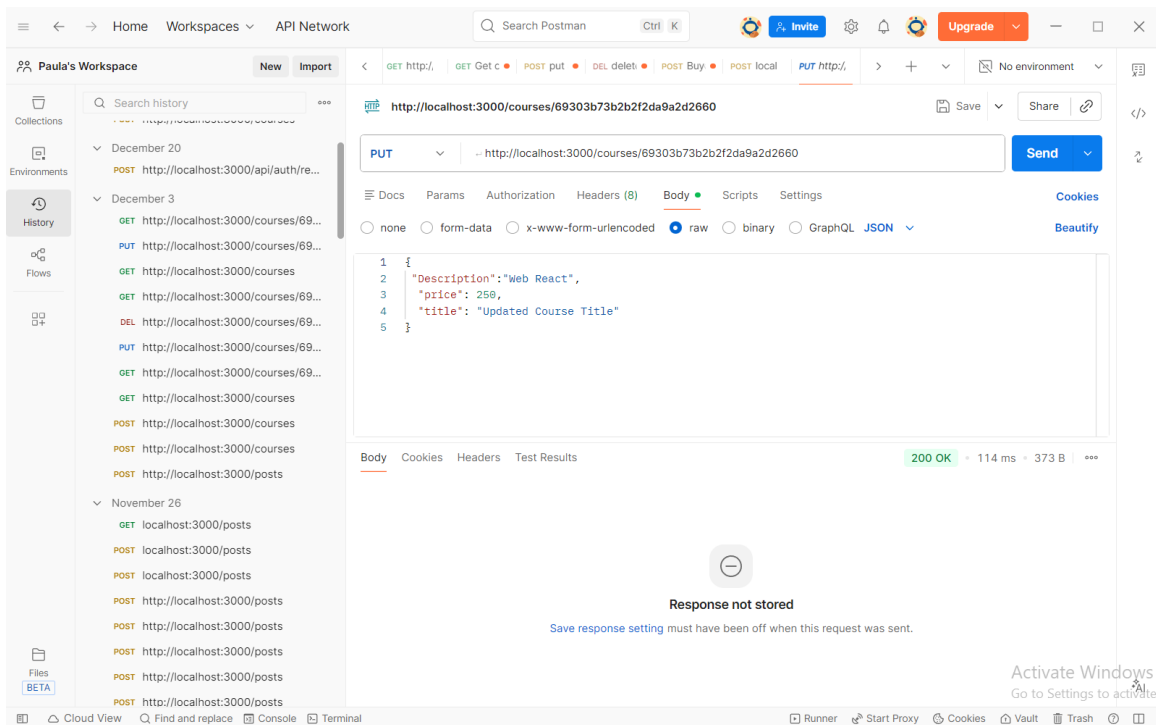 Home Workspaces API Network Search Postman Ctrl K Invite Upgrade
Paula's Workspace New Import GET http:/, GET Get c POST put DEL delet POST Buy POST local PUT http:/, No environment
Collections
Environments
History
Flows
Files
BETA
Search history
POST http://localhost:3000/courses
December 20
POST http://localhost:3000/api/auth/re...
December 3
GET http://localhost:3000/courses/69...
PUT http://localhost:3000/courses/69...
GET http://localhost:3000/courses
GET http://localhost:3000/courses/69...
DEL http://localhost:3000/courses/69...
PUT http://localhost:3000/courses/69...
GET http://localhost:3000/courses/69...
GET http://localhost:3000/courses
POST http://localhost:3000/courses
POST http://localhost:3000/courses
POST http://localhost:3000/posts
November 26
GET localhost:3000/posts
POST localhost:3000/posts
POST localhost:3000/posts
POST http://localhost:3000/posts
POST http://localhost:3000/posts
POST http://localhost:3000/posts
POST http://localhost:3000/posts
POST http://localhost:3000/posts
HTTP http://localhost:3000/courses/69303b73b2b2f2da9a2d2660 Save Share
PUT http://localhost:3000/courses/69303b73b2b2f2da9a2d2660 Send
Docs Params Authorization Headers (8) Body Scripts Settings Cookies
none form-data x-www-form-urlencoded raw binary GraphQL JSON Beautify
1 {
2 "Description":"Web React",
3 "price": 250,
4 "title": "Updated Course Title"
5 }
Body Cookies Headers Test Results 200 OK 114 ms 373 B
Response not stored
Save response setting must have been off when this request was sent.
Activate Windows
Go to Settings to activate
AI
Cloud View Find and replace Console Terminal Runner Start Proxy Cookies Vault Trash